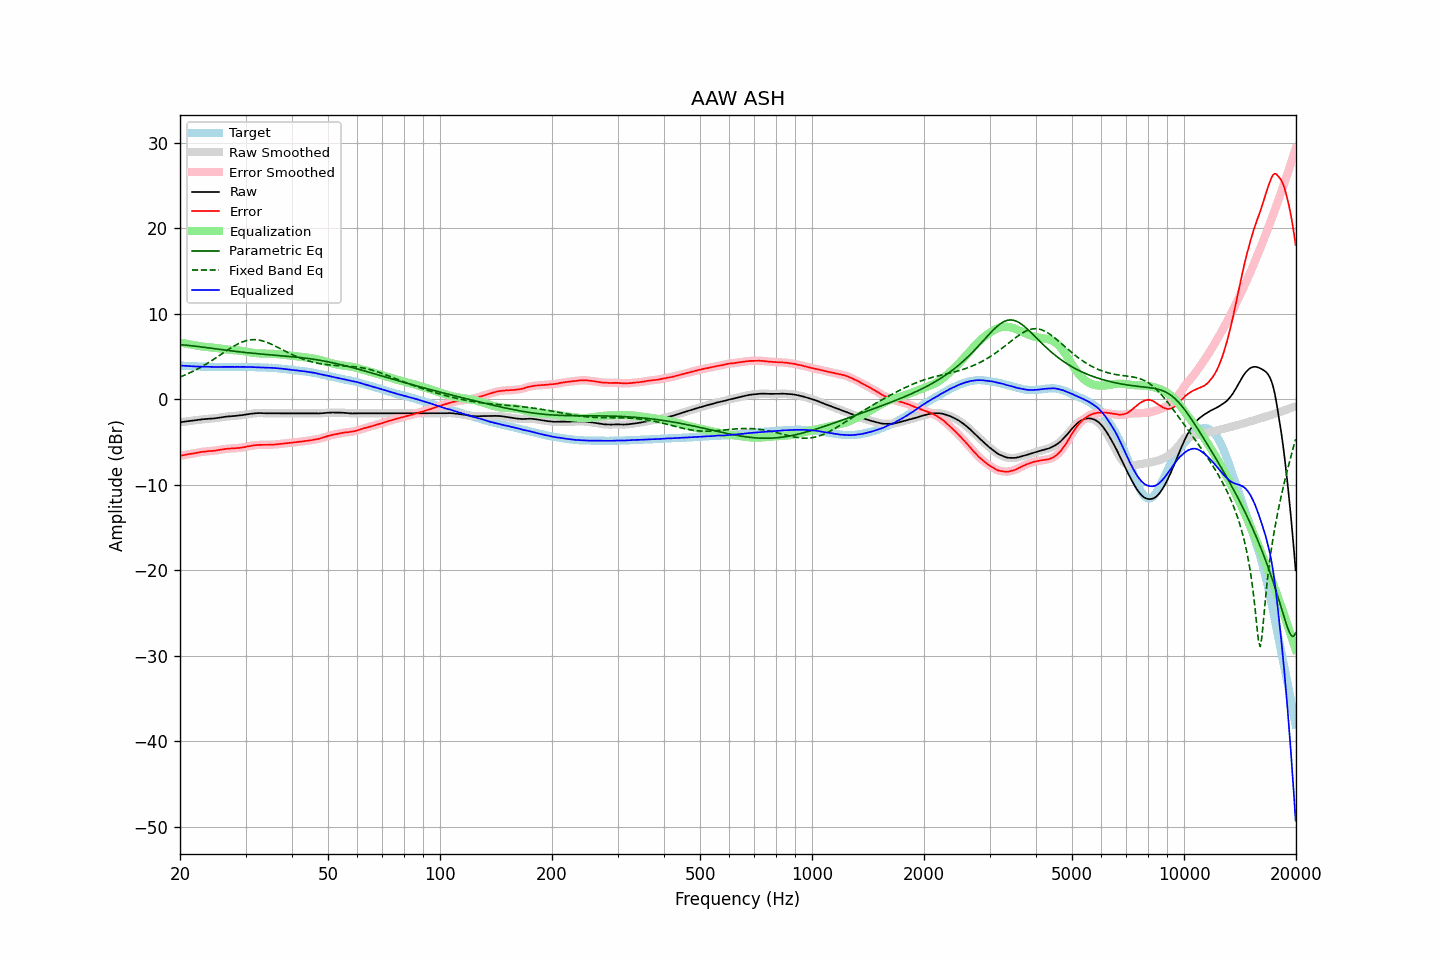 AAW ASH
Target
Raw Smoothed
Error Smoothed
Raw
Error
Equalization
Parametric Eq
Fixed Band Eq
Equalized
30
20
10
0
−10
−20
−30
−40
−50
Amplitude (dBr)
20 50 100 200 500 1000 2000 5000 10000 20000
Frequency (Hz)